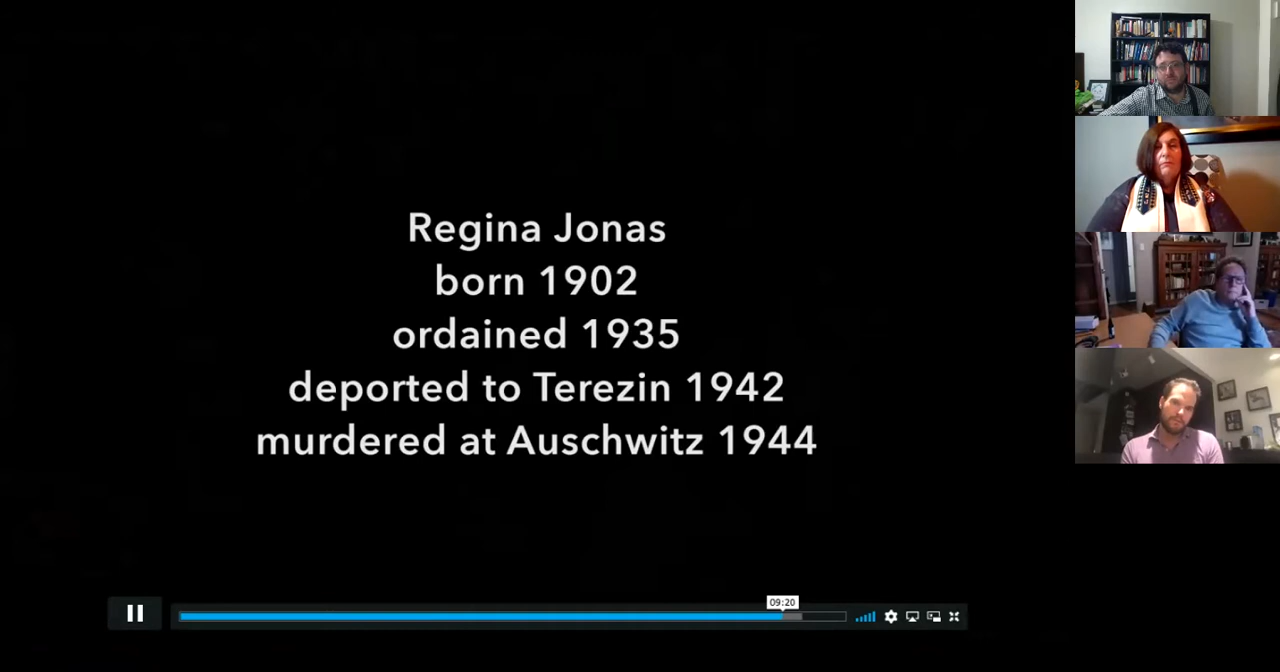 Regina Jonas
born 1902
ordained 1935
deported to Terezin 1942
murdered at Auschwitz 1944
09:20